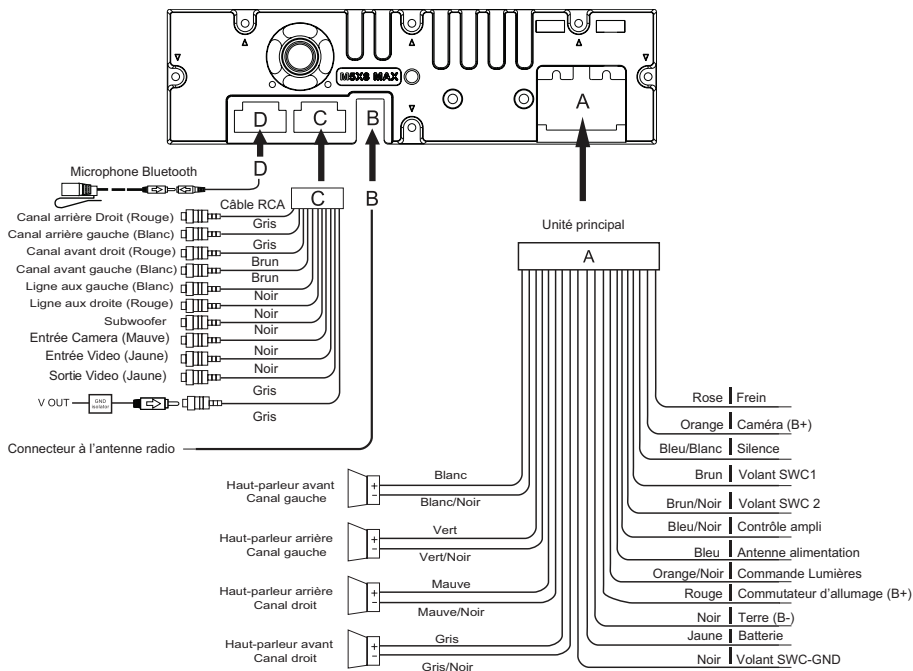 M5X8 MAX
A
D
C
B
D
B
Microphone Bluetooth
Câble RCA
C
Canal arrière Droit (Rouge)
Gris
Canal arrière gauche (Blanc)
Gris
Canal avant droit (Rouge)
Brun
Canal avant gauche (Blanc)
Brun
Ligne aux gauche (Blanc)
Noir
Ligne aux droite (Rouge)
Noir
Subwoofer
Noir
Entrée Camera (Mauve)
Noir
Entrée Video (Jaune)
Noir
Sortie Video (Jaune)
Gris
V OUT
GND
isolator
Gris
Connecteur à l’antenne radio
Unité principal
A
Haut-parleur avant
Canal gauche
+
−
Blanc
Blanc/Noir
Haut-parleur arrière
Canal gauche
+
−
Vert
Vert/Noir
Haut-parleur arrière
Canal droit
+
−
Mauve
Mauve/Noir
Haut-parleur avant
Canal droit
+
−
Gris
Gris/Noir
Rose Frein
Orange Caméra (B+)
Bleu/Blanc Silence
Brun Volant SWC1
Brun/Noir Volant SWC 2
Bleu/Noir Contrôle ampli
Bleu Antenne alimentation
Orange/Noir Commande Lumières
Rouge Commutateur d’allumage (B+)
Noir Terre (B-)
Jaune Batterie
Noir Volant SWC-GND